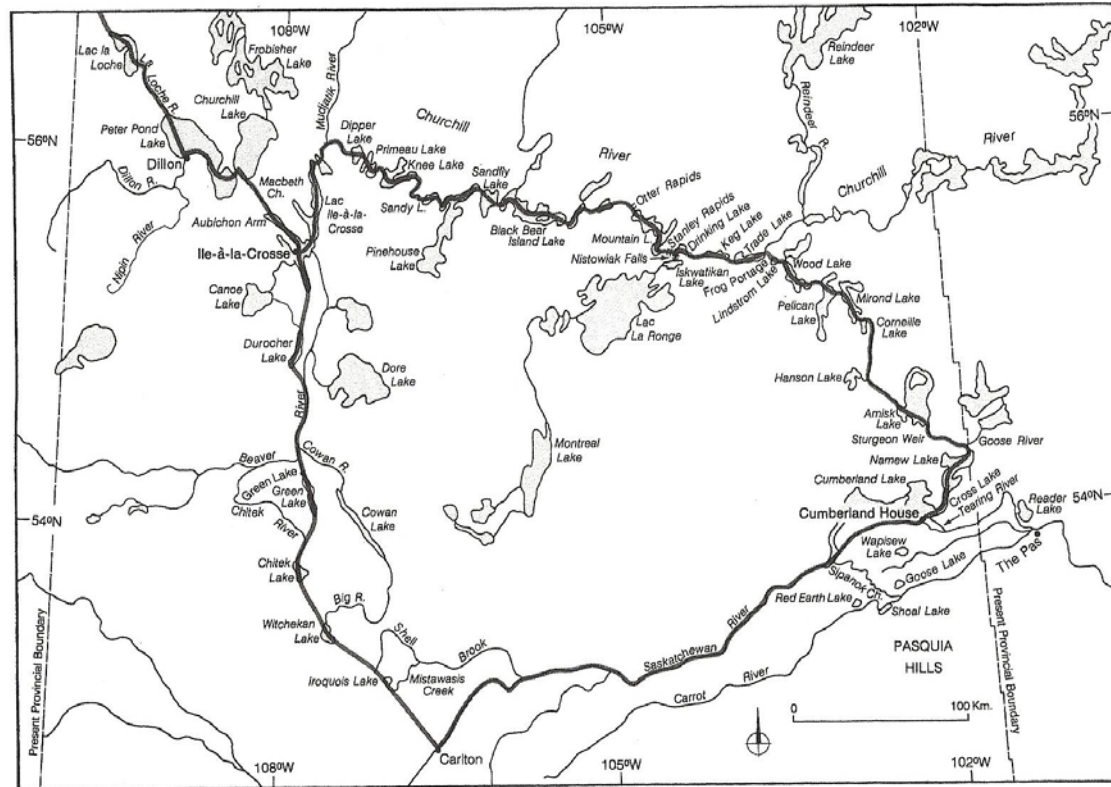 108°W
105°W
102°W
Lac la
Loche
La
Loche R.
Frobisher
Lake
Churchill
Lake
Mudjatik River
Reindeer
Lake
Reindeer
R.
56°N
56°N
Peter Pond
Lake
Dillon
Dillon R.
Nipin
River
Macbeth
Ch.
Aubichon Arm
Ile-à-la-Crosse
Lac
Ile-à-la-
Crosse
Dipper
Lake
Primeau Lake
Knee Lake
Churchill
River
Sandy L.
Sandfly
Lake
Pinehouse
Lake
Black Bear
Island Lake
Otter Rapids
Mountain L.
Stanley Rapids
Drinking Lake
Nistowiak Falls
Iskwatikan
Lake
Keg Lake
Trade Lake
Frog Portage
Lindstrom Lake
Churchill
River
Wood Lake
Pelican
Lake
Mirond Lake
Corneille
Lake
Canoe
Lake
Durocher
Lake
Dore
Lake
Lac
La Ronge
Hanson Lake
Amisk
Lake
Sturgeon Weir
Goose River
Namew Lake
Montreal
Lake
River
Beaver
Cowan R.
Green Lake
Green
Lake
Chitek
River
Cowan
Lake
54°N
54°N
Cumberland Lake
Cumberland House
Cross Lake
Tearing River
Reader
Lake
The Pas
Wapisew
Lake
Goose Lake
Sipanok Cn.
Red Earth Lake
Shoal Lake
Chitek
Lake
Big R.
Witchekan
Lake
Shell
Brook
Iroquois Lake
Mistawasis
Creek
Saskatchewan
River
Carrot
River
PASQUIA
HILLS
Present Provincial Boundary
Present Provincial Boundary
0
100 Km.
Carlton
108°W
105°W
102°W